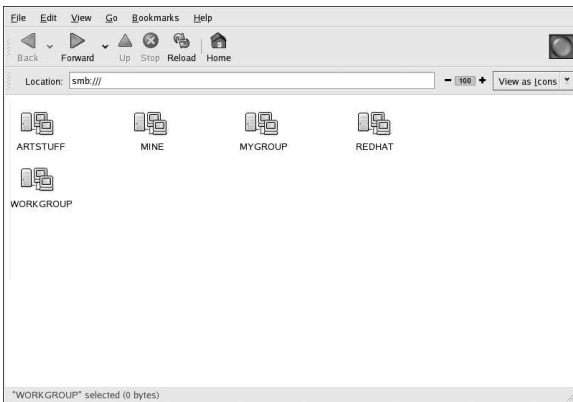 File Edit View Go Bookmarks Help
Back Forward Up Stop Reload Home
Location: smb:/// 100 View as Icons
ARTSTUFF MINE MYGROUP REDHAT
WORKGROUP
"WORKGROUP" selected (0 bytes)